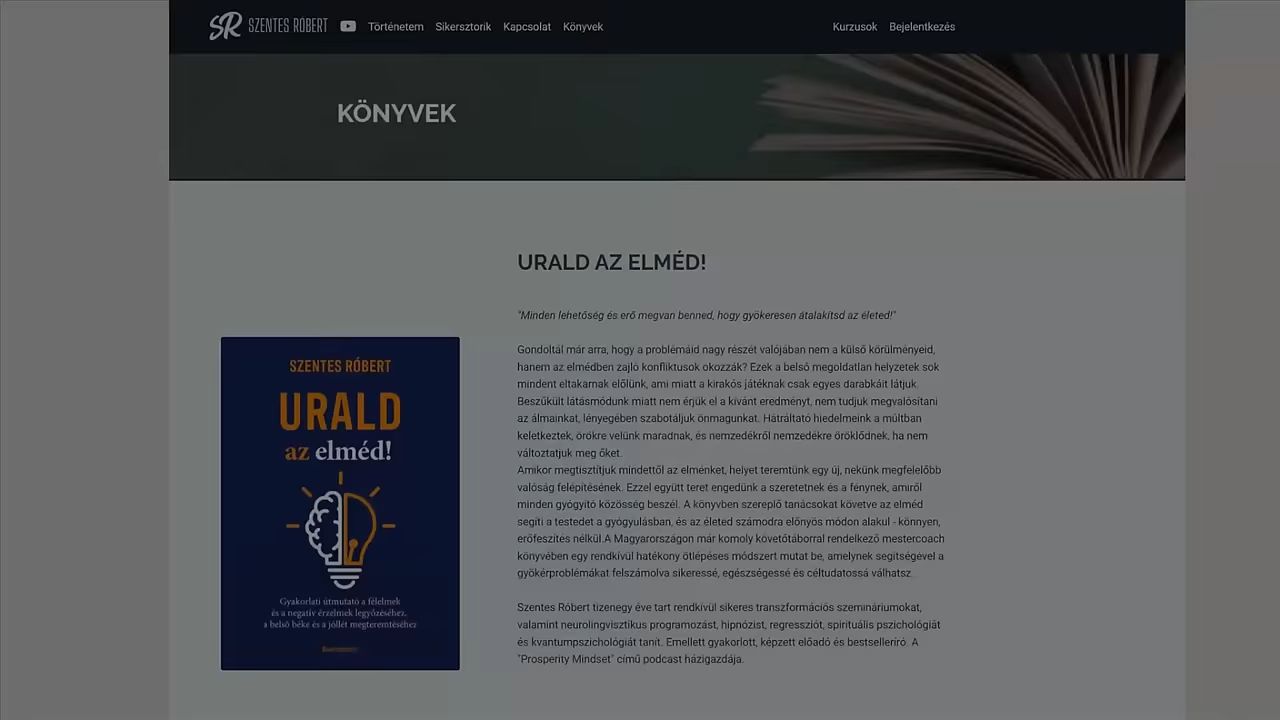 SR SZENTES RÓBERT Történetem Sikersztorik Kapcsolat Könyvek Kurzusok Bejelentkezés
KÖNYVEK
URALD AZ ELMÉD!
"Minden lehetőség és erő megvan benned, hogy gyökeresen átalakítsd az életed!"
Gondoltál már arra, hogy a problémáid nagy részét valójában nem a külső körülményeid,
hanem az elmédben zajló konfliktusok okozzák? Ezek a belső megoldatlan helyzetek sok
mindent eltakarnak előlünk, ami miatt a kirakós játéknak csak egyes darabkáit látjuk.
Beszűkült látásmódunk miatt nem érjük el a kívánt eredményt, nem tudjuk megvalósítani
az álmainkat, lényegében szabotáljuk önmagunkat. Hátráltató hiedelmeink a múltban
keletkeztek, örökre velünk maradnak, és nemzedékről nemzedékre öröklődnek, ha nem
változtatjuk meg őket.
Amikor megtisztítjuk mindettől az elménket, helyet teremtünk egy új, nekünk megfelelőbb
valóság felépítésének. Ezzel együtt teret engedünk a szeretetnek és a fénynek, amiről
minden gyógyító közösség beszél. A könyvben szereplő tanácsokat követve az elméd
segíti a testedet a gyógyulásban, és az életed számodra előnyös módon alakul - könnyen,
erőfeszítés nélkül.A Magyarországon már komoly követőtáborral rendelkező mestercoach
könyvében egy rendkívül hatékony ötlépéses módszert mutat be, amelynek segítségével a
gyökérproblémákat felszámolva sikeressé, egészségessé és céltudatossá válhatsz.
Szentes Róbert tizenegy éve tart rendkívül sikeres transzformációs szemináriumokat,
valamint neurolingvisztikus programozást, hipnózist, regressziót, spirituális pszichológiát
és kvantumpszichológiát tanít. Emellett gyakorlott, képzett előadó és bestselleríró. A
"Prosperity Mindset" című podcast házigazdája.
SZENTES RÓBERT
URALD
az elméd!
Gyakorlati útmutató a félelmek
és a negatív érzelmek legyőzéséhez,
a belső béke és a jóllét megteremtéséhez